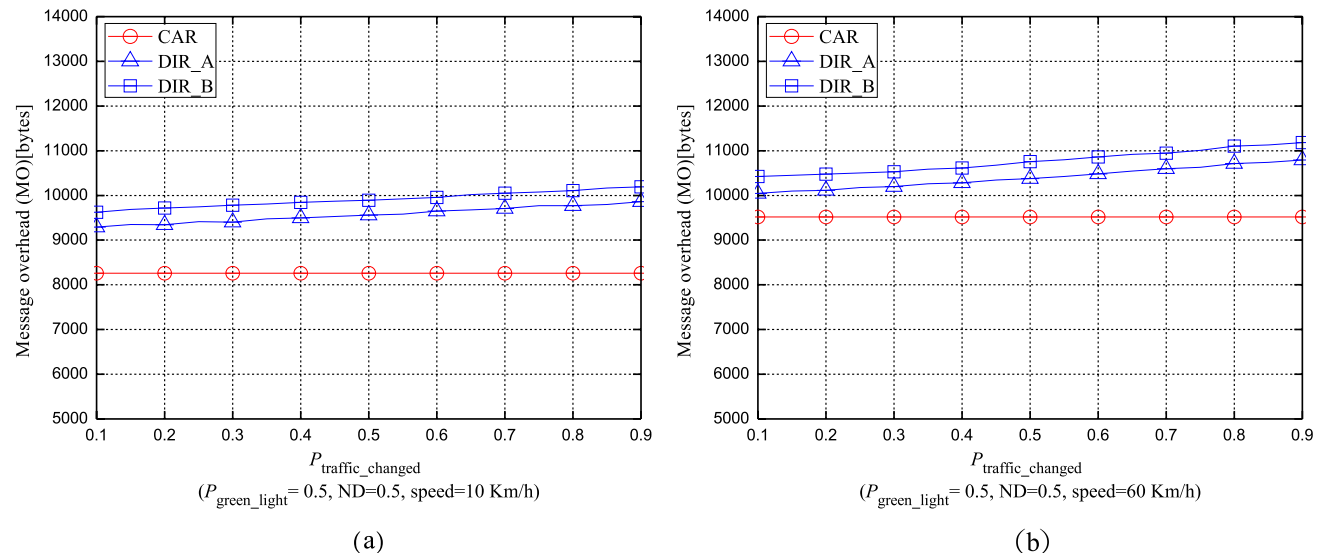 14000
13000
12000
11000
10000
9000
8000
7000
6000
5000
Message overhead (MO)[bytes]
CAR
DIR_A
DIR_B
0.1 0.2 0.3 0.4 0.5 0.6 0.7 0.8 0.9
P traffic_changed
(P green_light= 0.5, ND=0.5, speed=10 Km/h)
(a)
14000
13000
12000
11000
10000
9000
8000
7000
6000
5000
Message overhead (MO)[bytes]
CAR
DIR_A
DIR_B
0.1 0.2 0.3 0.4 0.5 0.6 0.7 0.8 0.9
P traffic_changed
(P green_light= 0.5, ND=0.5, speed=60 Km/h)
(b)